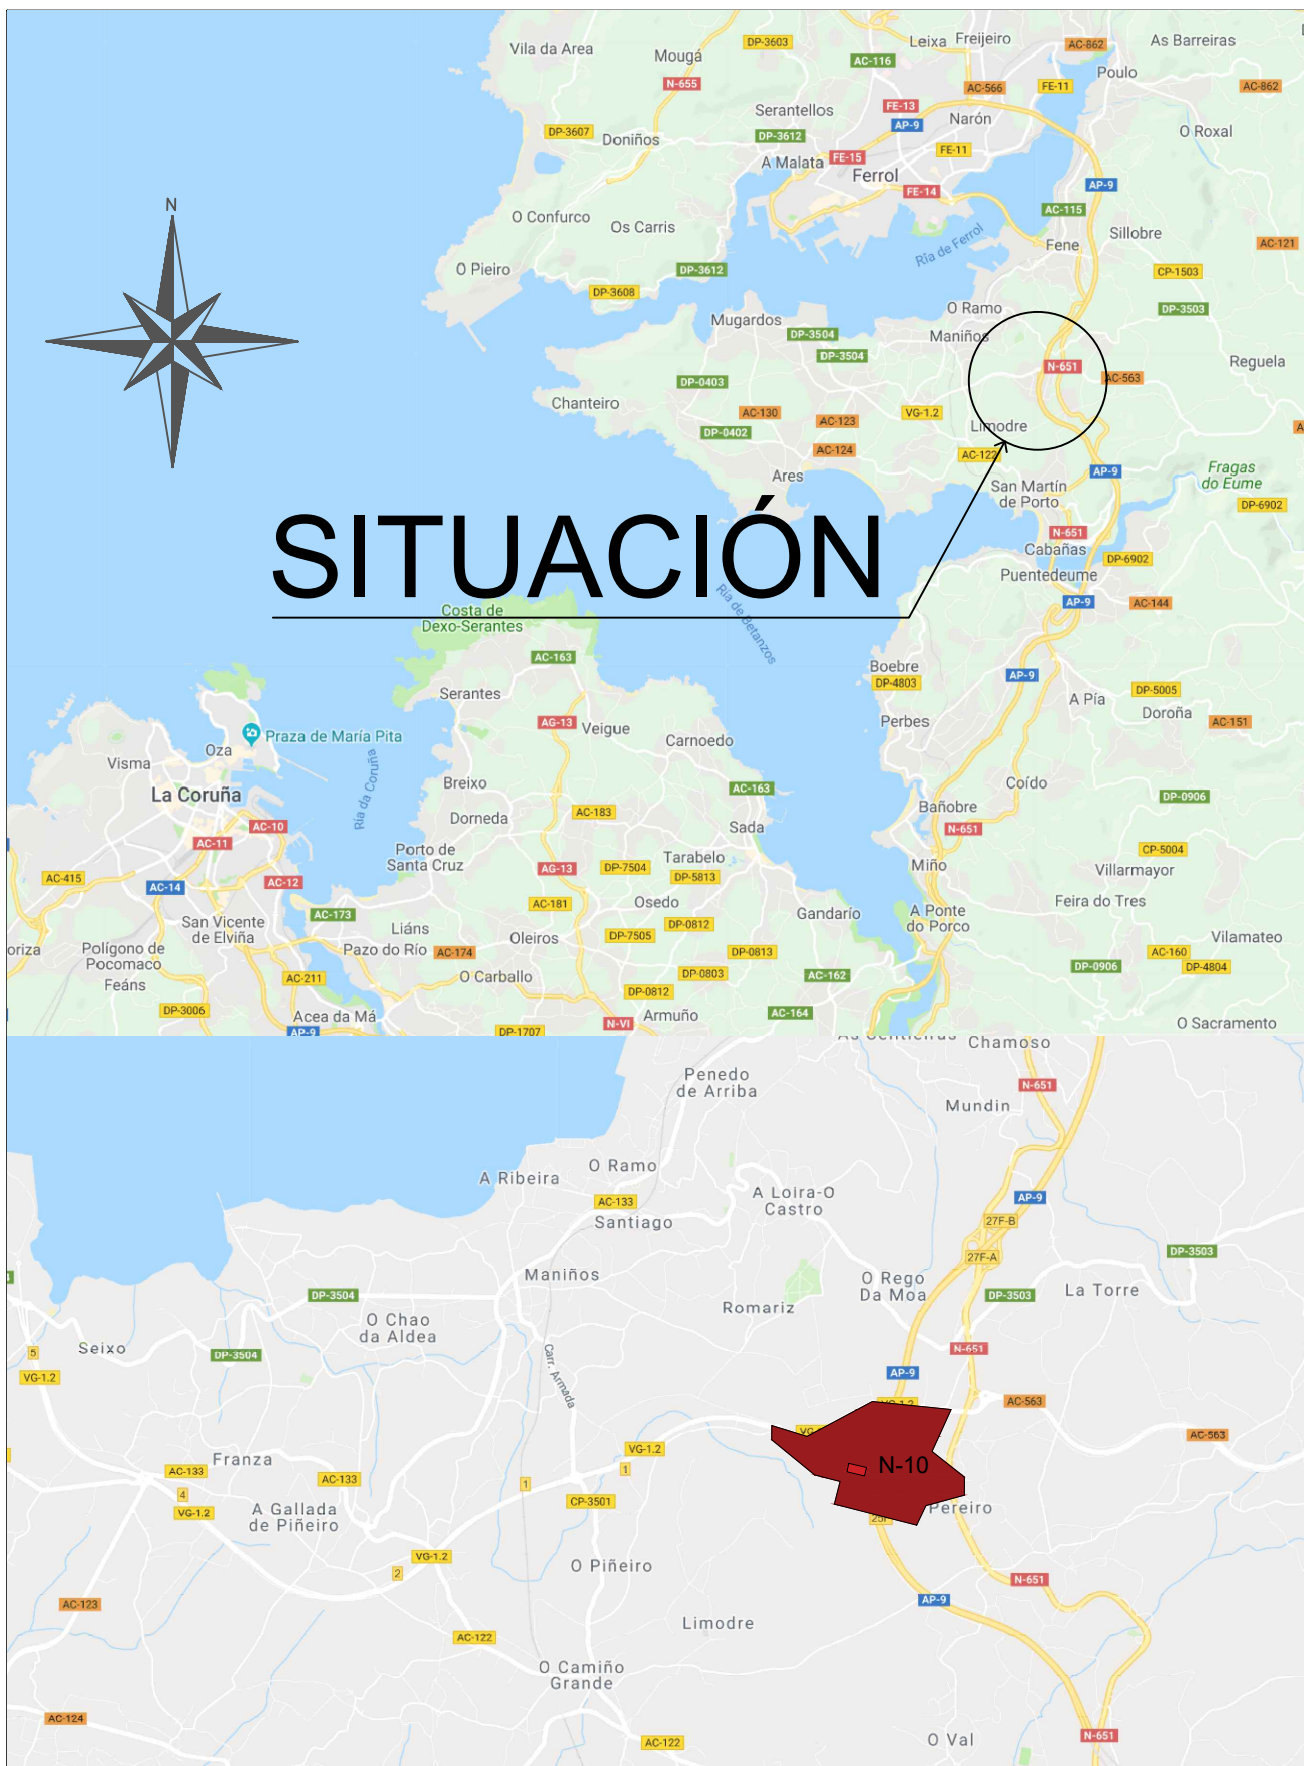 Vila da Area
Mougá
DP-3603
Leixa
Freijeiro
AC-862
As Barreiras
AC-116
Poulo
N-655
AC-566
FE-11
AC-862
Serantellos
FE-13
Narón
DP-3607
Doniños
DP-3612
AP-9
O Roxal
A Malata
FE-15
FE-11
Ferrol
FE-14
AP-9
N
O Confurco
Os Carris
AC-115
Ría de Ferrol
Fene
Sillobre
AC-121
O Pieiro
DP-3612
CP-1503
DP-3608
O Ramo
DP-3503
Mugardos
DP-3504
Maniños
DP-3504
N-651
Reguela
DP-0403
AC-563
Chanteiro
AC-130
AC-123
VG-1.2
DP-0402
Limodre
AC-124
AC-122
Ares
AP-9
Fragas
do Eume
San Martín
de Porto
DP-6902
SITUACIÓN
N-651
Cabañas
DP-6902
Puentedeume
Costa de
Dexo-Serantes
Ría de Betanzos
AP-9
AC-144
AC-163
Boebre
DP-4803
AP-9
Serantes
A Pía
DP-5005
Doroña
AG-13
Veigue
Perbes
AC-151
Praza de María Pita
Oza
Carnoedo
Visma
Ría da Coruña
Breixo
AC-163
Coído
La Coruña
DP-0906
Dorneda
AC-183
Bañobre
AC-10
Sada
N-651
AC-11
Porto de
Santa Cruz
Tarabelo
CP-5004
AC-415
AC-14
AC-12
AG-13
DP-7504
DP-5813
Miño
Villarmayor
AC-173
AC-181
Osedo
Gandarío
A Ponte
do Porco
Feira do Tres
San Vicente
de Elviña
Liáns
DP-0812
oriza
Polígono de
Pocomaco
Pazo do Río
AC-174
Oleiros
DP-7505
DP-0813
Vilamateo
AC-160
Feáns
AC-211
O Carballo
DP-0803
AC-162
DP-0906
DP-4804
DP-0812
DP-3006
Acea da Má
Armuño
AC-164
AP-9
DP-1707
N-VI
O Sacramento
Chamoso
Penedo
de Arriba
N-651
Mundin
A Ribeira
O Ramo
A Loira-O
Castro
AP-9
AC-133
Santiago
27F-B
27F-A
DP-3503
Maniños
O Rego
Da Moa
DP-3504
Romariz
DP-3503
La Torre
O Chao
da Aldea
Seixo
DP-3504
N-651
5
VG-1.2
Carr. Armada
AP-9
VG-1.2
AC-563
AC-563
Franza
AC-133
VG-1.2
N-10
AC-133
1
1
4
VG-1.2
A Gallada
de Piñeiro
CP-3501
Pereiro
VG-1.2
2
O Piñeiro
N-651
AC-123
AP-9
Limodre
AC-122
O Camiño
Grande
AC-124
AC-122
O Val
N-651